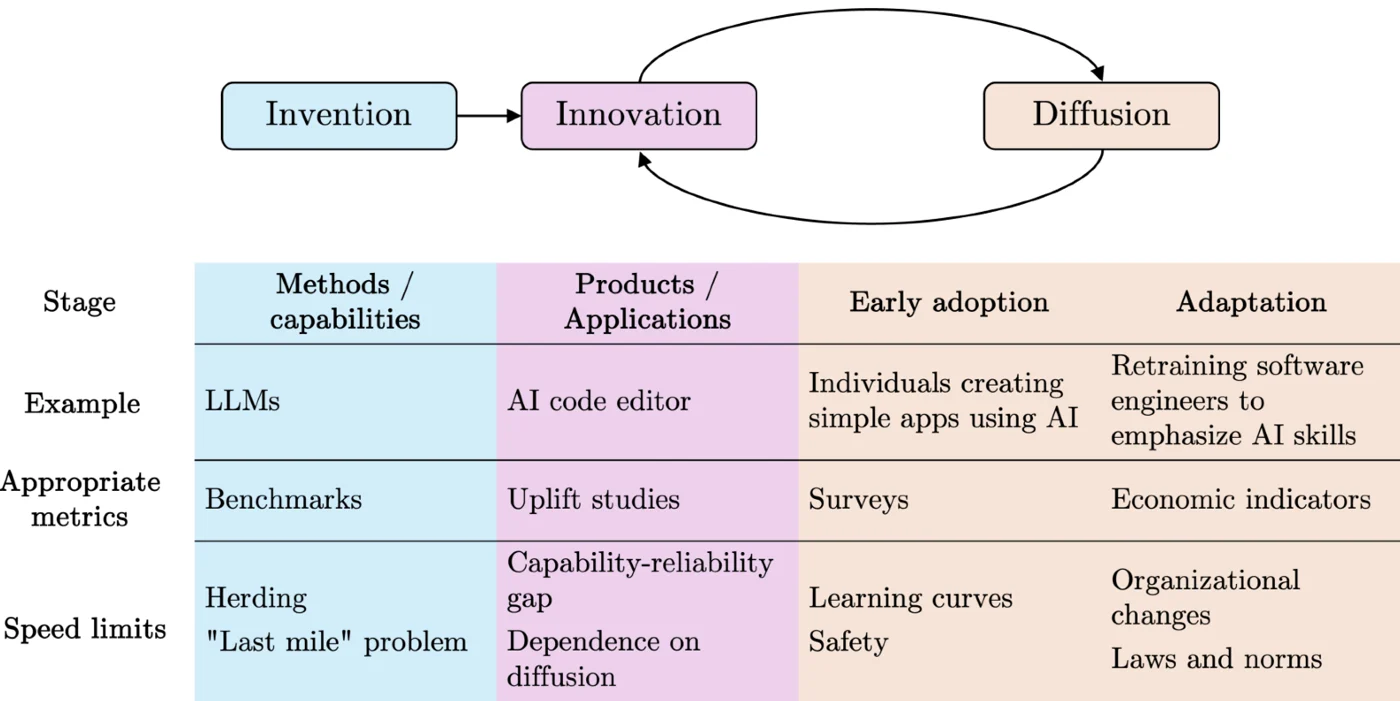 Invention
Innovation
Diffusion
Stage
Methods /
capabilities
Products /
Applications
Early adoption
Adaptation
Example
LLMs
AI code editor
Individuals creating
simple apps using AI
Retraining software
engineers to
emphasize AI skills
Appropriate
metrics
Benchmarks
Uplift studies
Surveys
Economic indicators
Speed limits
Herding
"Last mile" problem
Capability-reliability
gap
Dependence on
diffusion
Learning curves
Safety
Organizational
changes
Laws and norms